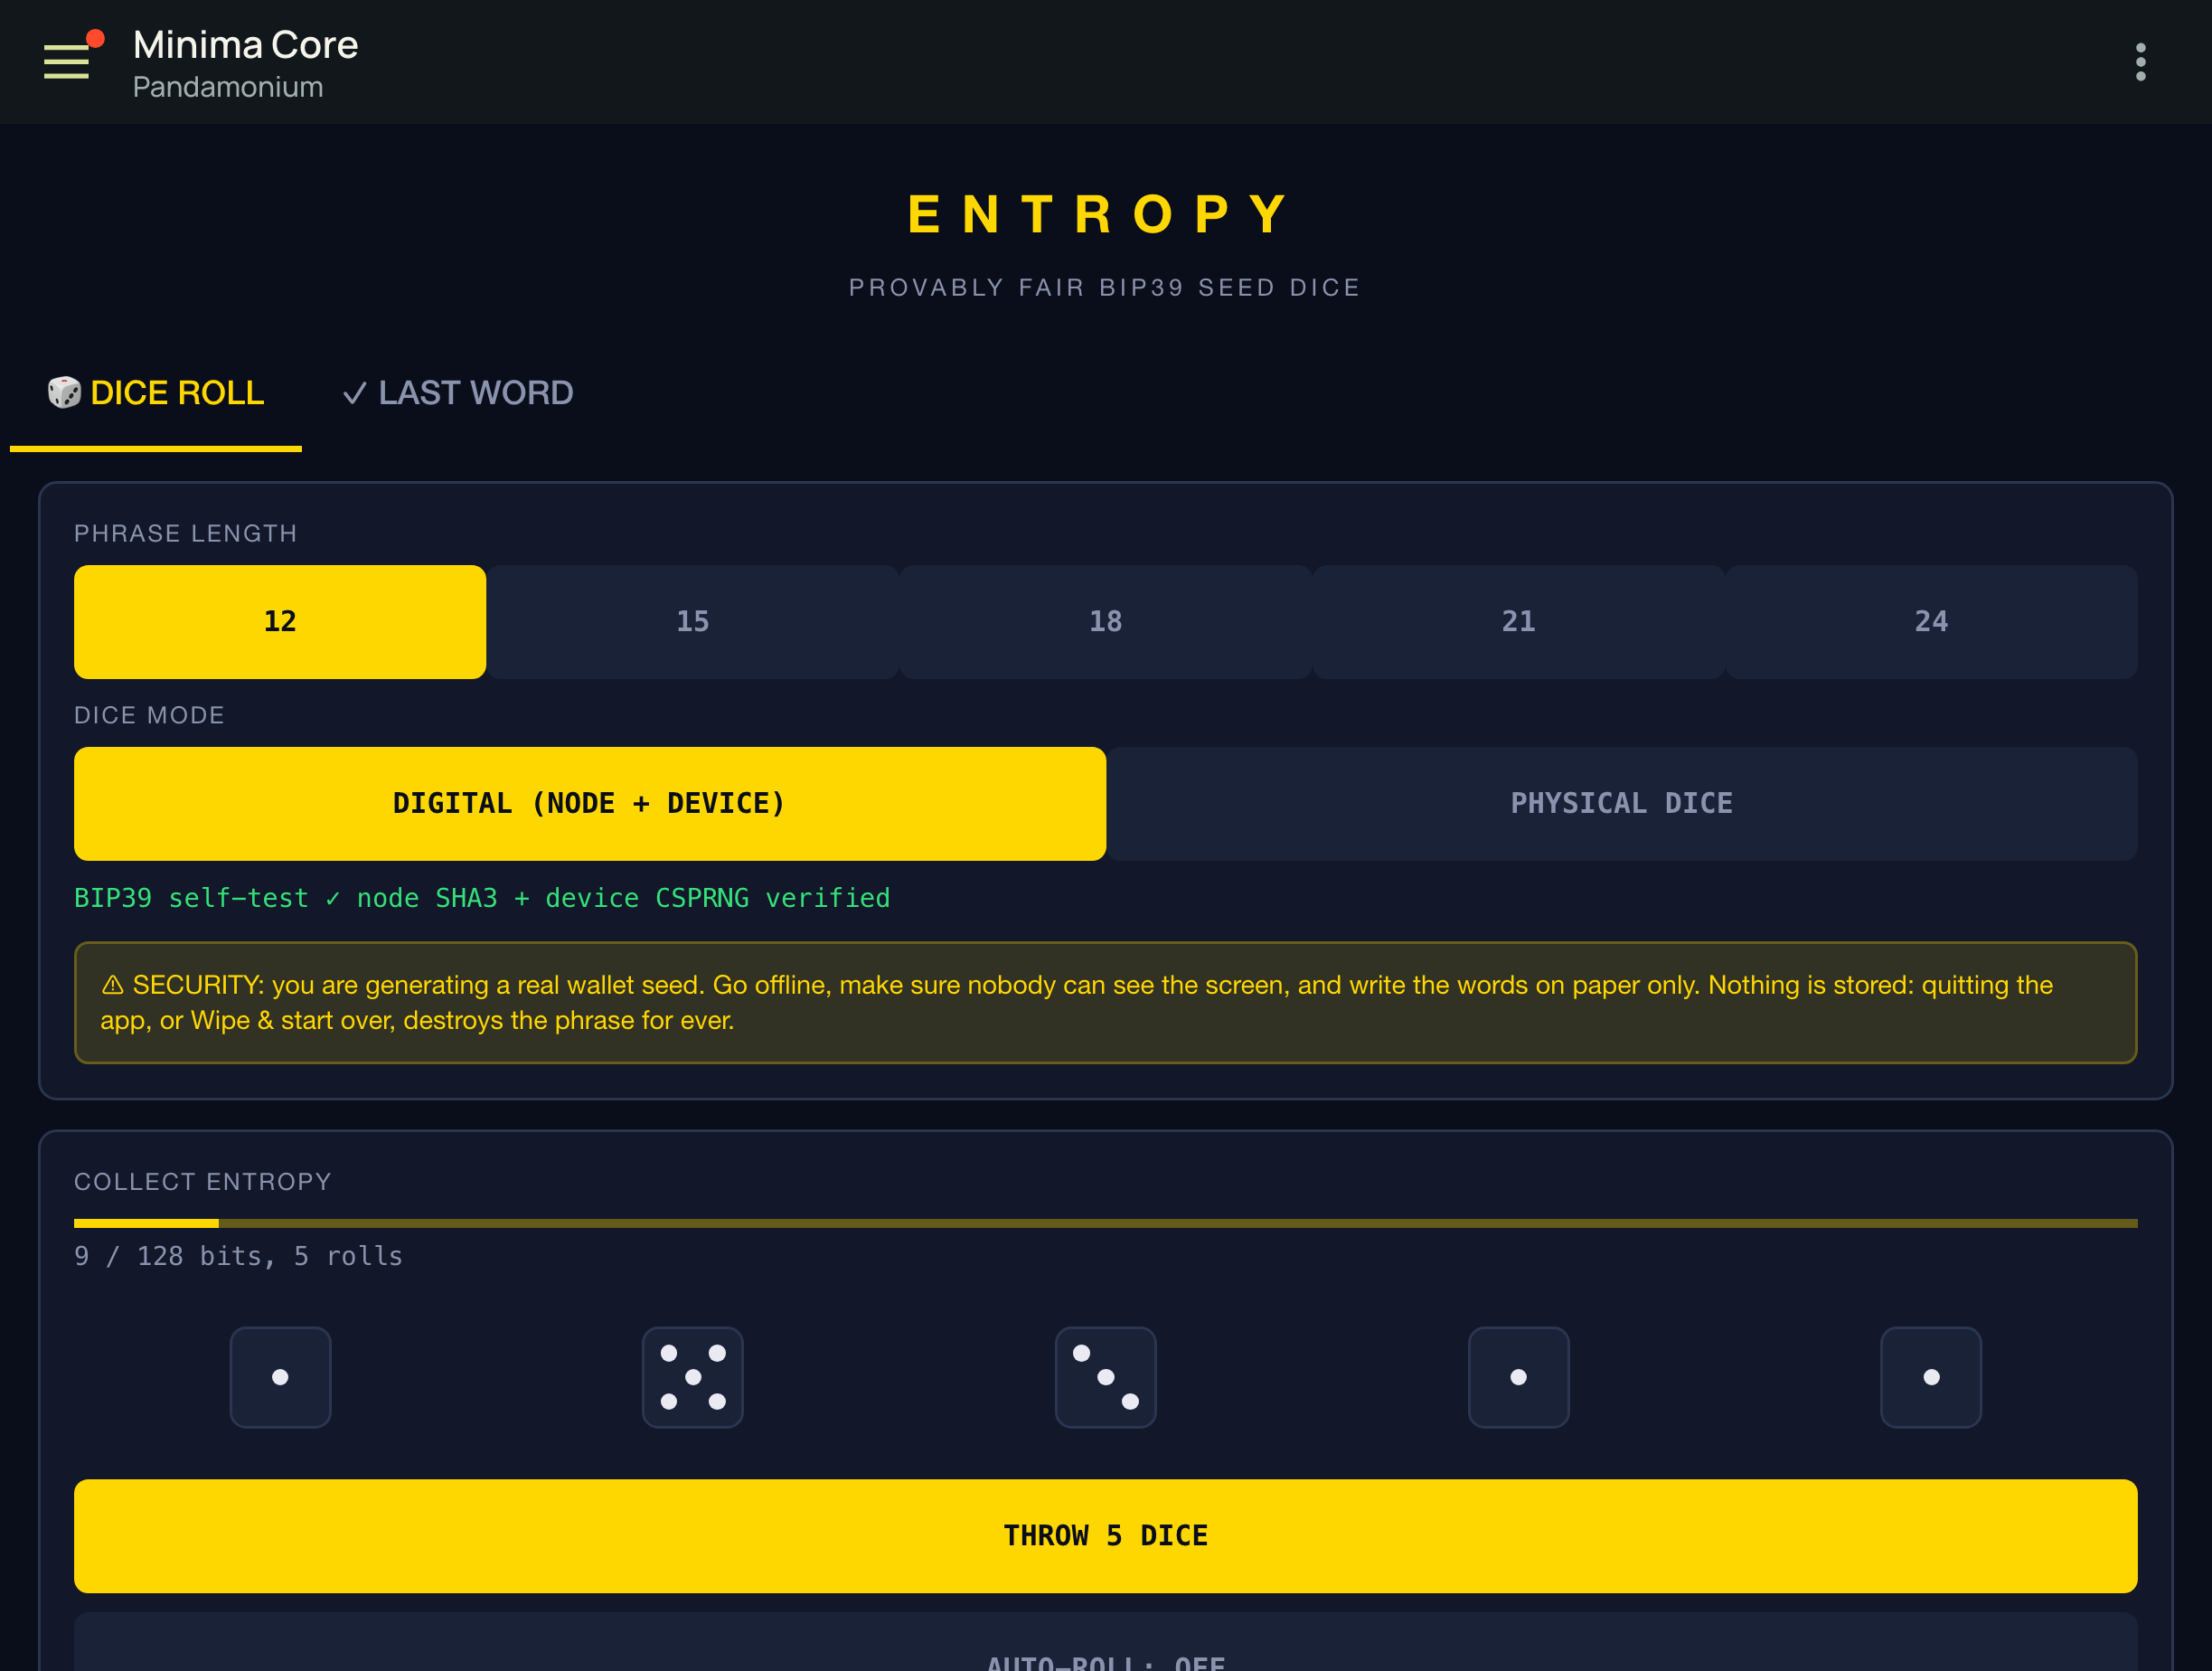 Minima Core
Pandamonium
ENTROPY
PROVABLY FAIR BIP39 SEED DICE
DICE ROLL
✓ LAST WORD
PHRASE LENGTH
12 15 18 21 24
DICE MODE
DIGITAL (NODE + DEVICE) PHYSICAL DICE
BIP39 self-test ✓ node SHA3 + device CSPRNG verified
⚠ SECURITY: you are generating a real wallet seed. Go offline, make sure nobody can see the screen, and write the words on paper only. Nothing is stored: quitting the
app, or Wipe & start over, destroys the phrase for ever.
COLLECT ENTROPY
9 / 128 bits, 5 rolls
THROW 5 DICE
AUTO-ROLL: OFF